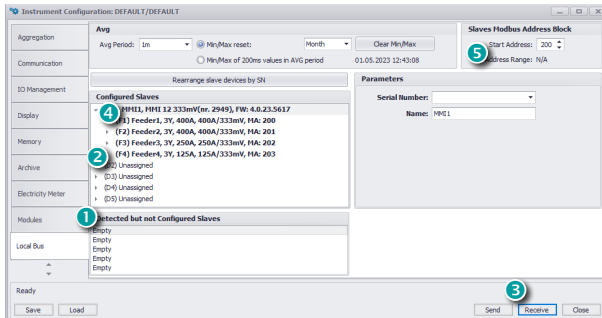 Instrument Configuration: DEFAULT/DEFAULT
Aggregation
Communication
IO Management
Display
Memory
Archive
Electricity Meter
Modules
Local Bus
Avg
Avg Period: 1m
Min/Max reset: Month
Clear Min/Max
Min/Max of 200ms values in AVG period
01.05.2023 12:43:08
Slaves Modbus Address Block
5
Start Address: 200
Address Range: N/A
Rearrange slave devices by SN
Configured Slaves
4
MMI1, MMI 12 333mV(nr. 2949), FW: 4.0.23.5617
(F1) Feeder1, 3Y, 400A, 400A/333mV, MA: 200
(F2) Feeder2, 3Y, 400A, 400A/333mV, MA: 201
(F3) Feeder3, 3Y, 250A, 250A/333mV, MA: 202
(F4) Feeder4, 3Y, 125A, 125A/333mV, MA: 203
2
Unassigned
(D3) Unassigned
(D4) Unassigned
(D5) Unassigned
Parameters
Serial Number:
Name: MMI1
1
Detected but not Configured Slaves
Empty
Empty
Empty
Empty
Empty
Ready
3
Save
Load
Send
Receive
Close